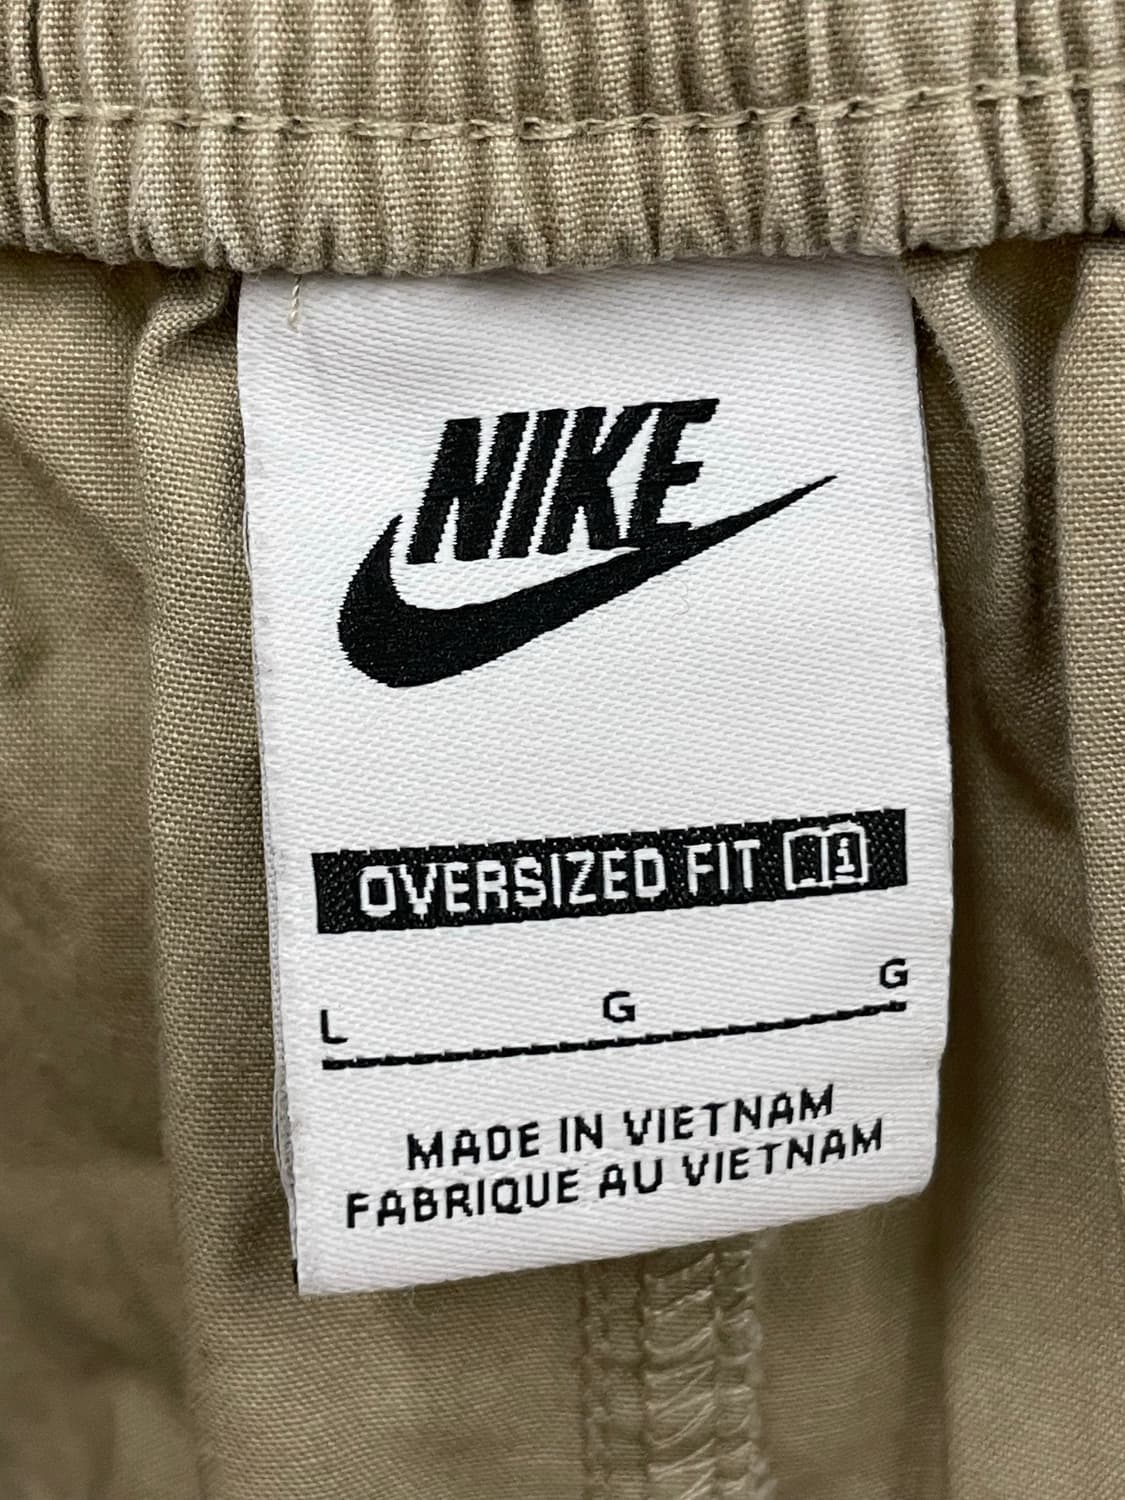 NIKE
OVERSIZED FIT i
L G G
MADE IN VIETNAM
FABRIQUE AU VIETNAM